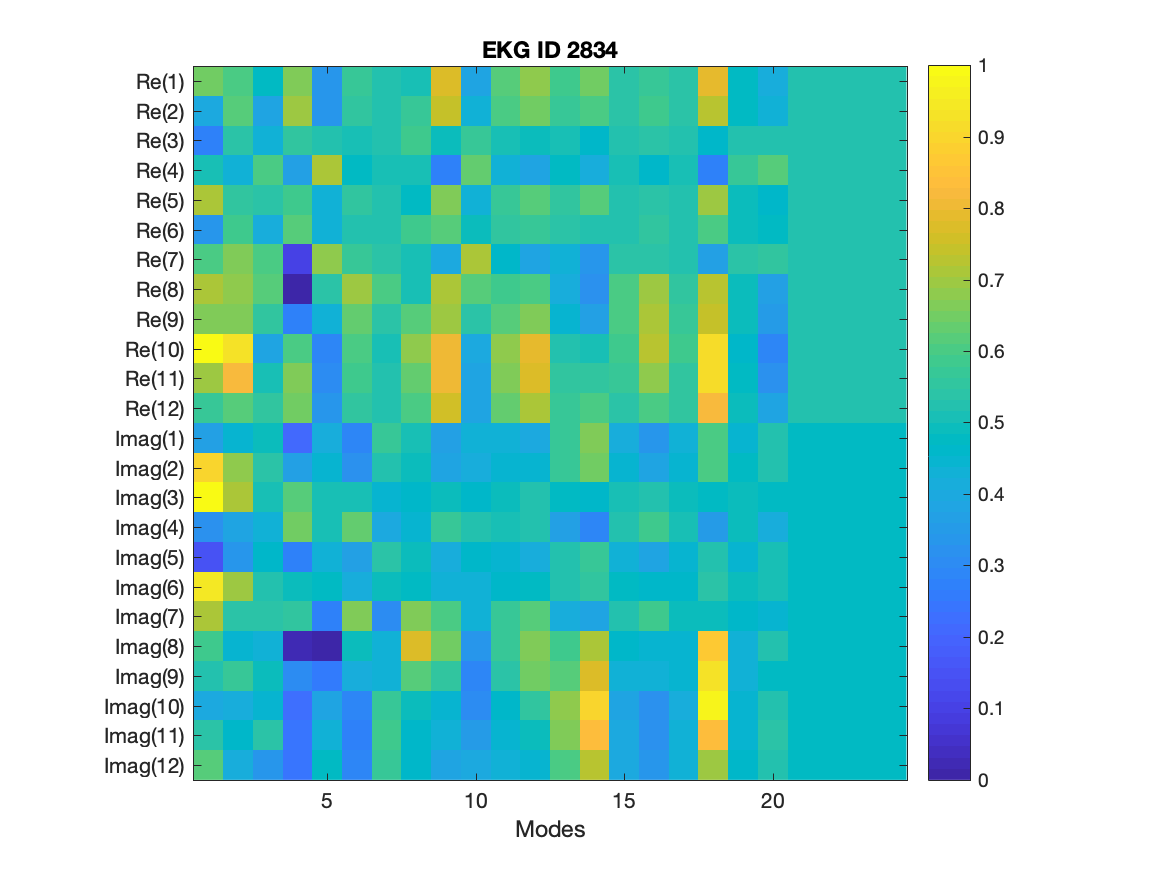 EKG ID 2834
Re(1)
Re(2)
Re(3)
Re(4)
Re(5)
Re(6)
Re(7)
Re(8)
Re(9)
Re(10)
Re(11)
Re(12)
Imag(1)
Imag(2)
Imag(3)
Imag(4)
Imag(5)
Imag(6)
Imag(7)
Imag(8)
Imag(9)
Imag(10)
Imag(11)
Imag(12)
5 10 15 20
Modes
1
0.9
0.8
0.7
0.6
0.5
0.4
0.3
0.2
0.1
0